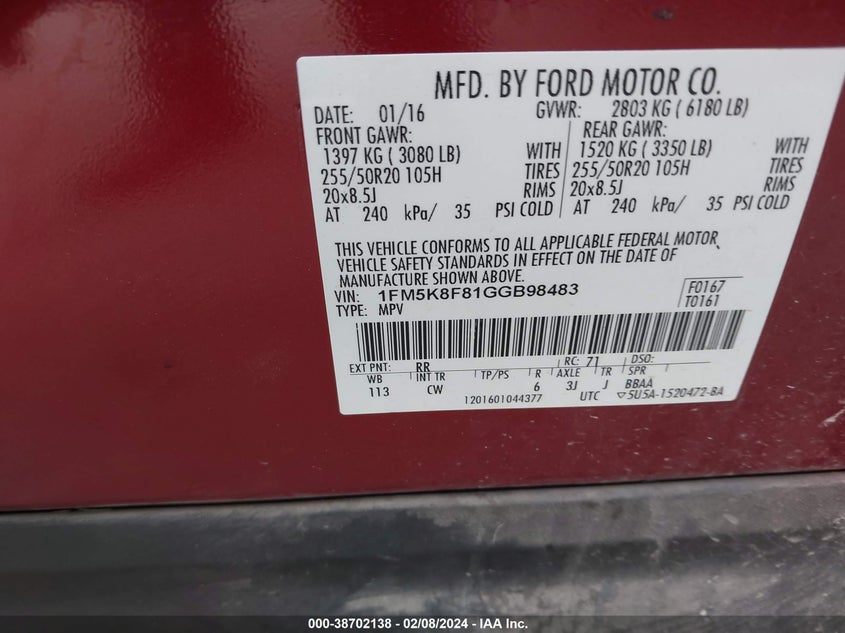 MFD. BY FORD MOTOR CO.
DATE: 01/16 GVWR: 2803 KG ( 6180 LB)
FRONT GAWR: REAR GAWR:
1397 KG ( 3080 LB) WITH 1520 KG ( 3350 LB) WITH
255/50R20 105H TIRES 255/50R20 105H TIRES
20x8.5J RIMS 20x8.5J RIMS
AT 240 kPa/ 35 PSI COLD AT 240 kPa/ 35 PSI COLD
THIS VEHICLE CONFORMS TO ALL APPLICABLE FEDERAL MOTOR
VEHICLE SAFETY STANDARDS IN EFFECT ON THE DATE OF
MANUFACTURE SHOWN ABOVE.
VIN: 1FM5K8F81GGB98483 F0167
TYPE: MPV T0161
EXT PNT: RR RC: 71 DSO:
WB INT TR TP/PS R AXLE TR SPR
113 CW 6 3J J BBAA
1201601044377 UTC ▽5U5A-1520472-BA
000-38702138 - 02/08/2024 - IAA Inc.